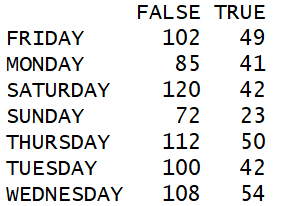 FALSE TRUE
FRIDAY 102 49
MONDAY 85 41
SATURDAY 120 42
SUNDAY 72 23
THURSDAY 112 50
TUESDAY 100 42
WEDNESDAY 108 54